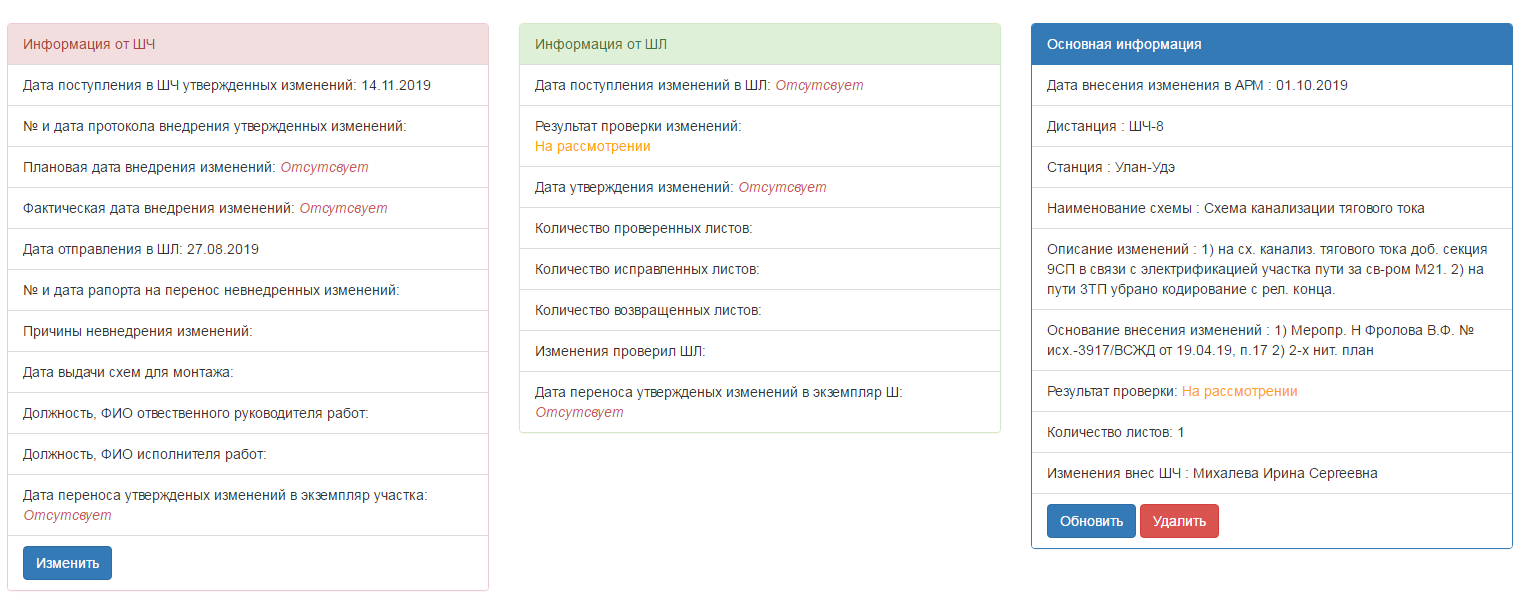 Информация от ШЧ
Дата поступления в ШЧ утвержденных изменений: 14.11.2019
№ и дата протокола внедрения утвержденных изменений:
Плановая дата внедрения изменений: Отсутсвует
Фактическая дата внедрения изменений: Отсутсвует
Дата отправления в ШЛ: 27.08.2019
№ и дата рапорта на перенос невнедренных изменений:
Причины невнедрения изменений:
Дата выдачи схем для монтажа:
Должность, ФИО отвественного руководителя работ:
Должность, ФИО исполнителя работ:
Дата переноса утвержденых изменений в экземпляр участка:
Отсутсвует
Изменить
Информация от ШЛ
Дата поступления изменений в ШЛ: Отсутсвует
Результат проверки изменений:
На рассмотрении
Дата утверждения изменений: Отсутсвует
Количество проверенных листов:
Количество исправленных листов:
Количество возвращенных листов:
Изменения проверил ШЛ:
Дата переноса утвержденых изменений в экземпляр Ш:
Отсутсвует
Основная информация
Дата внесения изменения в АРМ : 01.10.2019
Дистанция : ШЧ-8
Станция : Улан-Удэ
Наименование схемы : Схема канализации тягового тока
Описание изменений : 1) на сх. канализ. тягового тока доб. секция
9СП в связи с электрификацией участка пути за св-ром М21. 2) на
пути 3ТП убрано кодирование с рел. конца.
Основание внесения изменений : 1) Меропр. Н Фролова В.Ф. №
исх.-3917/ВСЖД от 19.04.19, п.17 2) 2-х нит. план
Результат проверки: На рассмотрении
Количество листов: 1
Изменения внес ШЧ : Михалева Ирина Сергеевна
Обновить Удалить